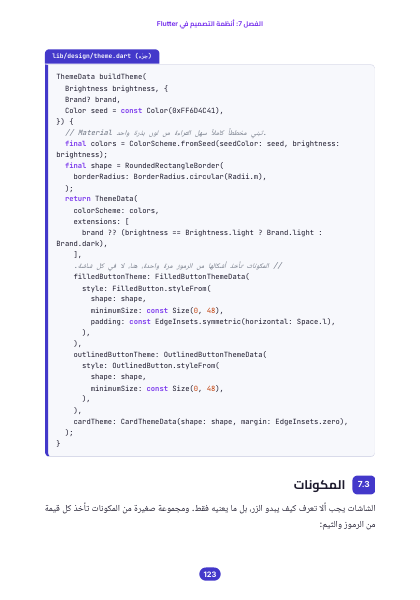 الفصل 7: أنظمة التصميم في Flutter
lib/design/theme.dart (جزء)
ThemeData buildTheme(
  Brightness brightness, {
  Brand? brand,
  Color seed = const Color(0xFF6D4C41),
}) {
  // Material تبني مخططاً كاملاً سهل القراءة من لون بذرة واحد.
  final colors = ColorScheme.fromSeed(seedColor: seed, brightness:
brightness);
  final shape = RoundedRectangleBorder(
    borderRadius: BorderRadius.circular(Radii.m),
  );
  return ThemeData(
    colorScheme: colors,
    extensions: [
      brand ?? (brightness == Brightness.light ? Brand.light :
Brand.dark),
    ],
    // المكونات تأخذ أشكالها من الرموز مرة واحدة، هنا، لا في كل شاشة.
    filledButtonTheme: FilledButtonThemeData(
      style: FilledButton.styleFrom(
        shape: shape,
        minimumSize: const Size(0, 48),
        padding: const EdgeInsets.symmetric(horizontal: Space.l),
      ),
    ),
    outlinedButtonTheme: OutlinedButtonThemeData(
      style: OutlinedButton.styleFrom(
        shape: shape,
        minimumSize: const Size(0, 48),
      ),
    ),
    cardTheme: CardThemeData(shape: shape, margin: EdgeInsets.zero),
  );
}
7.3 المكونات
الشاشات يجب ألا تعرف كيف يبدو الزر، بل ما يعنيه فقط. ومجموعة صغيرة من المكونات تأخذ كل قيمة
من الرموز والثيم:
123